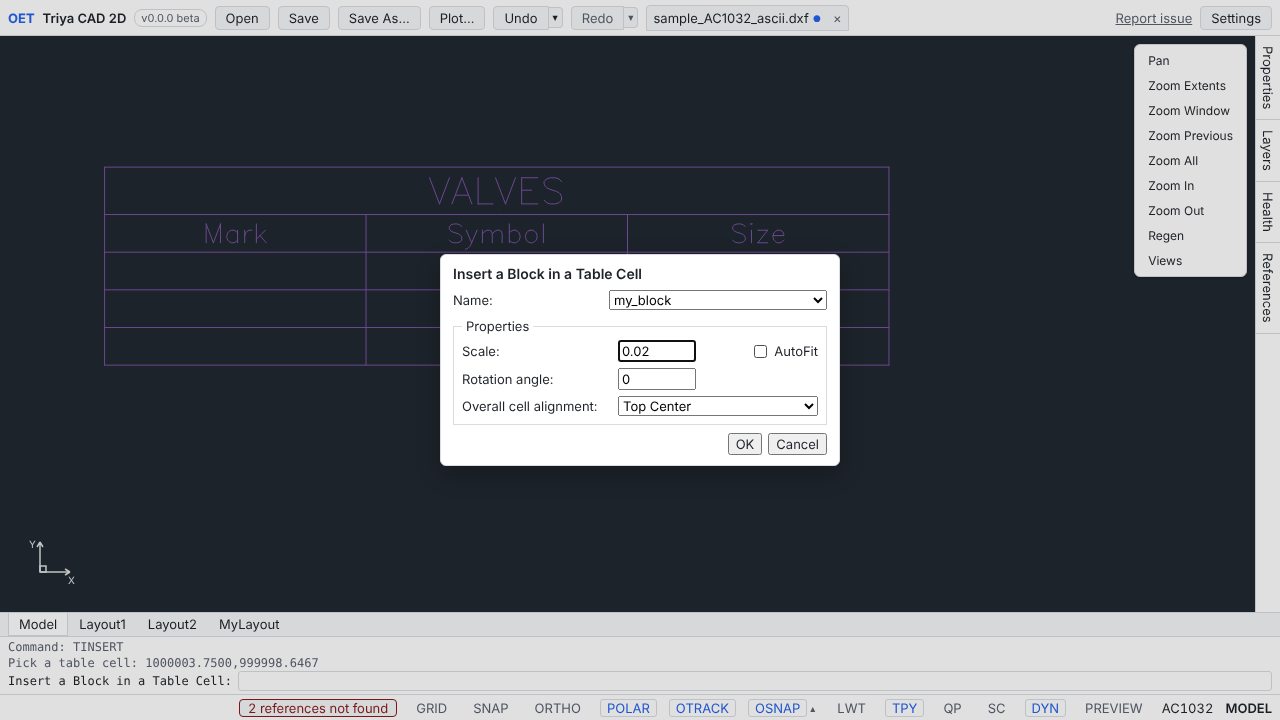 OET Triya CAD 2D v0.0.0 beta Open Save Save As... Plot... Undo ▾ Redo ▾ sample_AC1032_ascii.dxf ● × Report issue Settings
Pan
Zoom Extents
Zoom Window
Zoom Previous
Zoom All
Zoom In
Zoom Out
Regen
Views
Properties
Layers
Health
References
VALVES
Mark Symbol Size
Insert a Block in a Table Cell
Name: my_block
Properties
Scale: 0.02 AutoFit
Rotation angle: 0
Overall cell alignment: Top Center
OK Cancel
Y
X
Model Layout1 Layout2 MyLayout
Command: TINSERT
Pick a table cell: 1000003.7500,999998.6467
Insert a Block in a Table Cell:
2 references not found GRID SNAP ORTHO POLAR OTRACK OSNAP ▴ LWT TPY QP SC DYN PREVIEW AC1032 MODEL